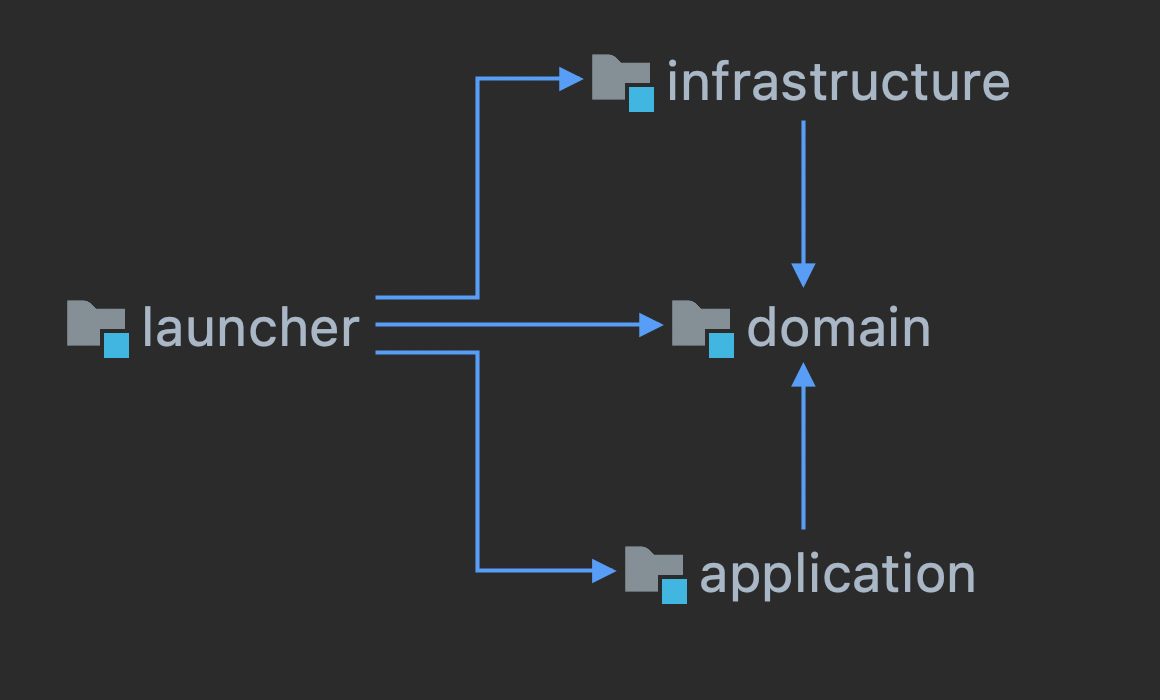 infrastructure
launcher
domain
application